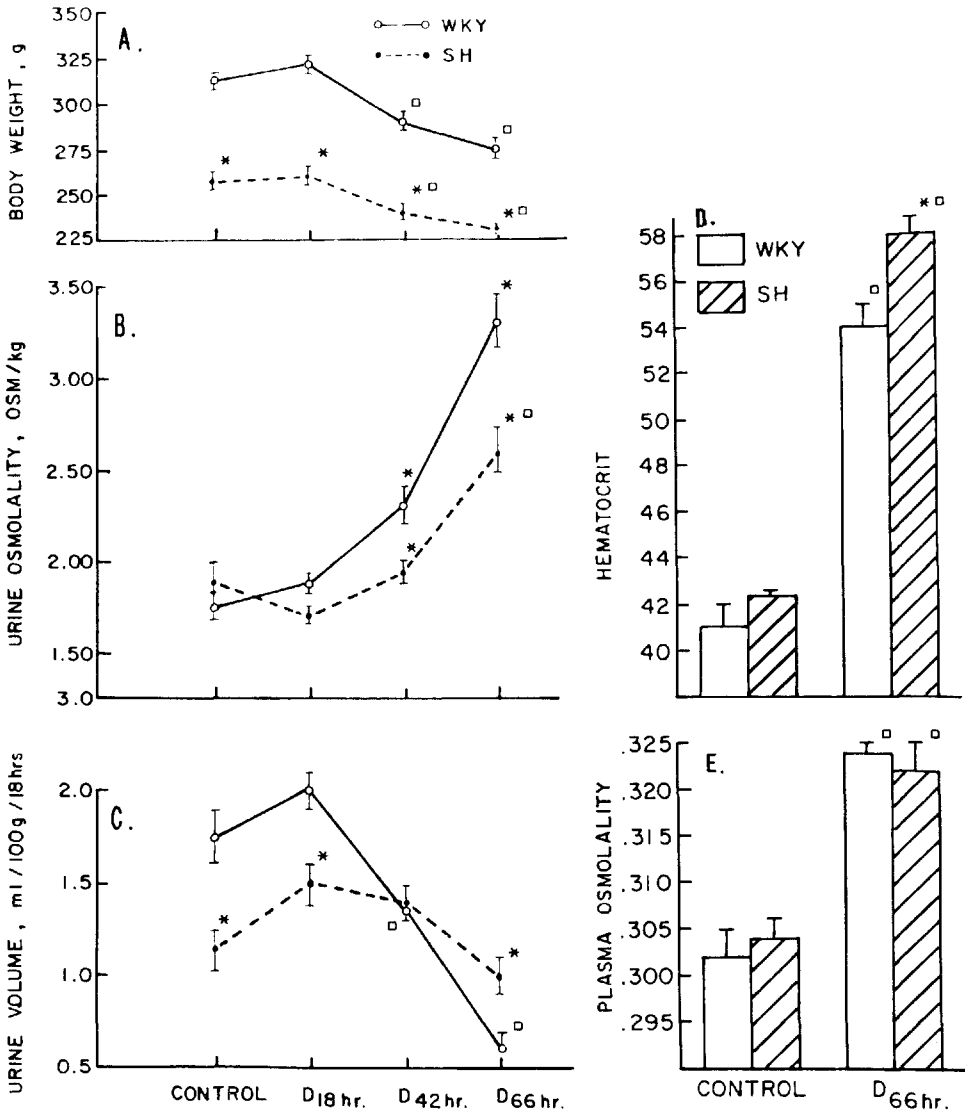 A.
WKY
SH
BODY WEIGHT, g
350
325
300
275
250
225
* * * □ * □
□ □
B.
URINE OSMOLALITY, OSM/kg
3.50
3.00
2.50
2.00
1.50
3.0
* * * * □
C.
URINE VOLUME, ml/100g/18hrs
2.0
1.5
1.0
0.5
* * □ * □
CONTROL D18 hr. D42 hr. D66 hr.
D.
WKY
SH
HEMATOCRIT
58
56
54
52
50
48
46
44
42
40
□ * □
E.
PLASMA OSMOLALITY
.325
.320
.315
.310
.305
.300
.295
□ □
CONTROL D66 hr.